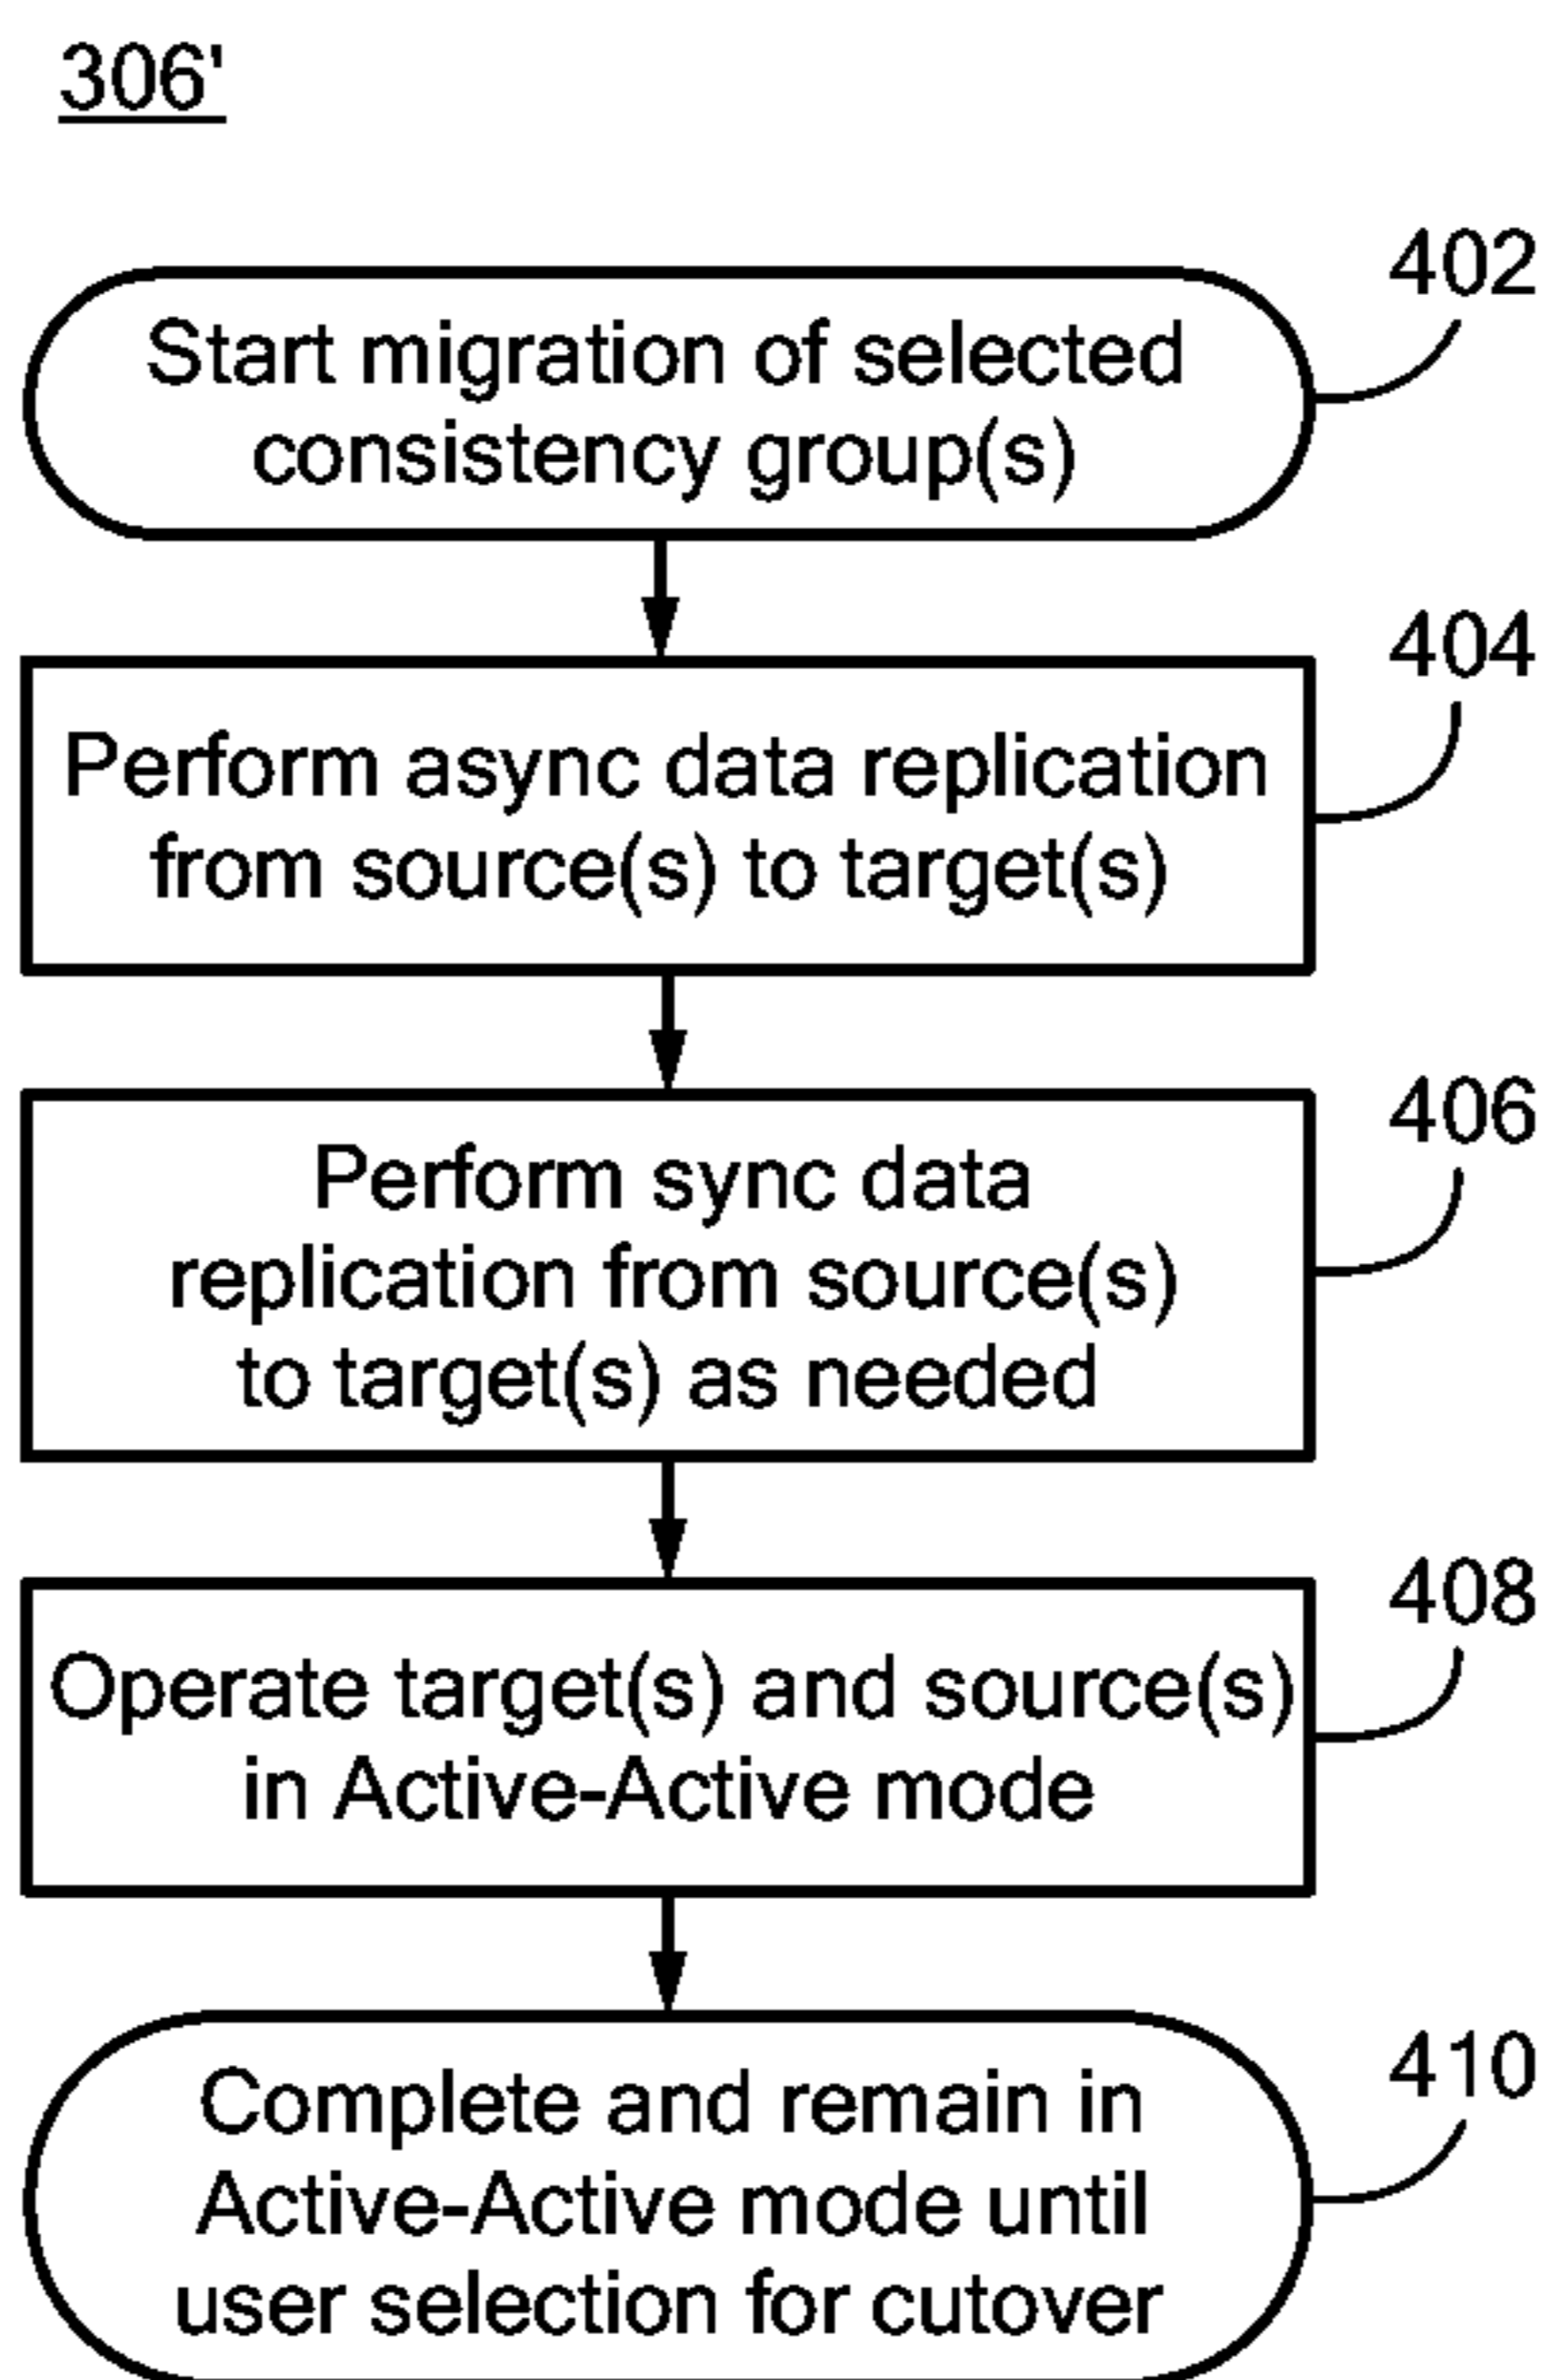 306'
402
Start migration of selected
consistency group(s)
404
Perform async data replication
from source(s) to target(s)
406
Perform sync data
replication from source(s)
to target(s) as needed
408
Operate target(s) and source(s)
in Active-Active mode
410
Complete and remain in
Active-Active mode until
user selection for cutover